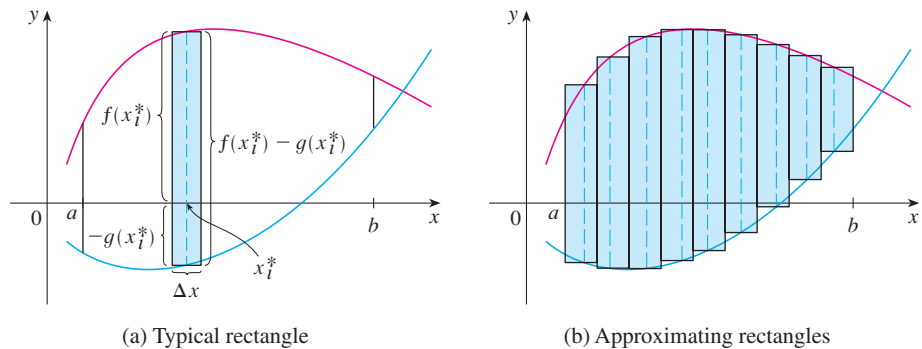 y
f(x_i^*)
f(x_i^*) − g(x_i^*)
0
a
b
x
−g(x_i^*)
x_i^*
Δx
(a) Typical rectangle
y
0
a
b
x
(b) Approximating rectangles